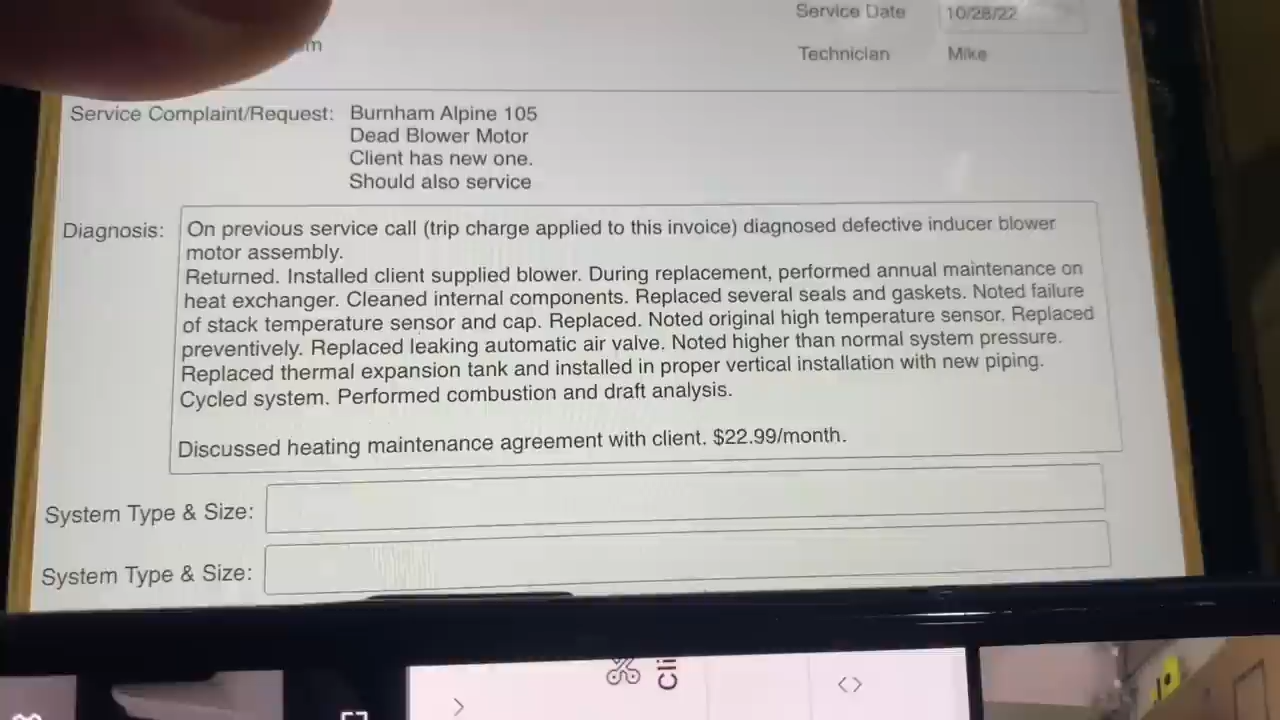 Service Date 10/28/22
Technician Mike
Service Complaint/Request: Burnham Alpine 105
Dead Blower Motor
Client has new one.
Should also service
Diagnosis: On previous service call (trip charge applied to this invoice) diagnosed defective inducer blower
motor assembly.
Returned. Installed client supplied blower. During replacement, performed annual maintenance on
heat exchanger. Cleaned internal components. Replaced several seals and gaskets. Noted failure
of stack temperature sensor and cap. Replaced. Noted original high temperature sensor. Replaced
preventively. Replaced leaking automatic air valve. Noted higher than normal system pressure.
Replaced thermal expansion tank and installed in proper vertical installation with new piping.
Cycled system. Performed combustion and draft analysis.
Discussed heating maintenance agreement with client. $22.99/month.
System Type & Size:
System Type & Size: